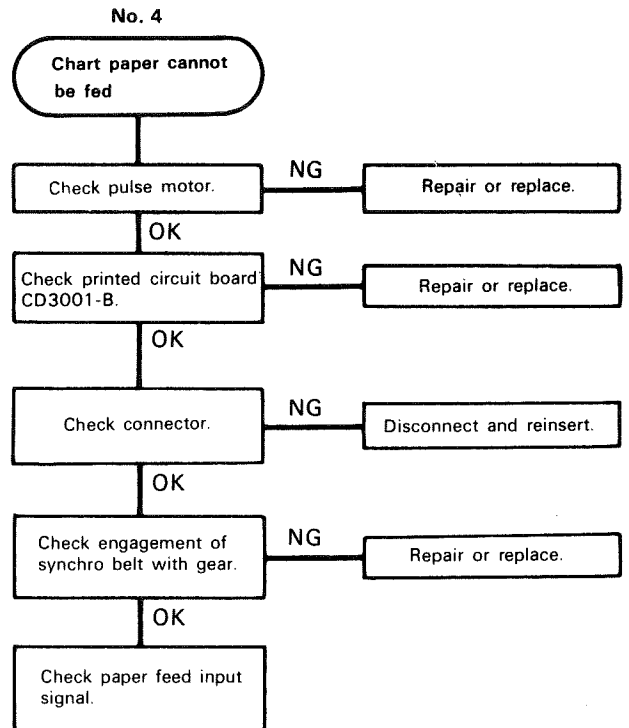 No. 4
Chart paper cannot
be fed
Check pulse motor.
NG
Repair or replace.
OK
Check printed circuit board
CD3001-B.
NG
Repair or replace.
OK
Check connector.
NG
Disconnect and reinsert.
OK
Check engagement of
synchro belt with gear.
NG
Repair or replace.
OK
Check paper feed input
signal.